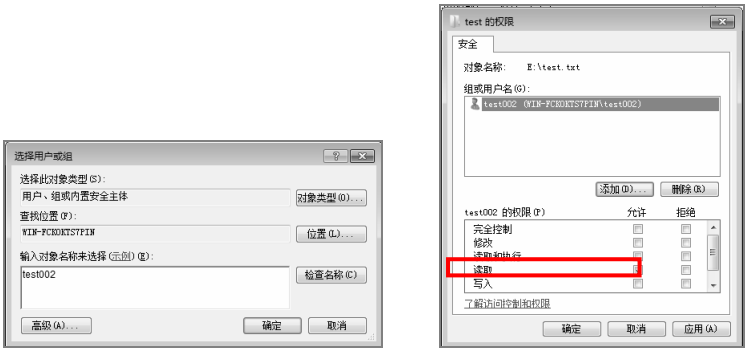 选择用户或组
选择此对象类型(S):
用户、组或内置安全主体
对象类型(O)...
查找位置(F):
WIN-FCKOKTS7PIN
位置(L)...
输入对象名称来选择(示例)(E):
test002
检查名称(C)
高级(A)...
确定
取消
test 的权限
安全
对象名称: E:\test.txt
组或用户名(G):
test002 (WIN-FCKOKTS7PIN\test002)
添加(D)...
删除(R)
test002 的权限(P) 允许 拒绝
完全控制
修改
读取和执行
读取
写入
了解访问控制和权限
确定
取消
应用(A)